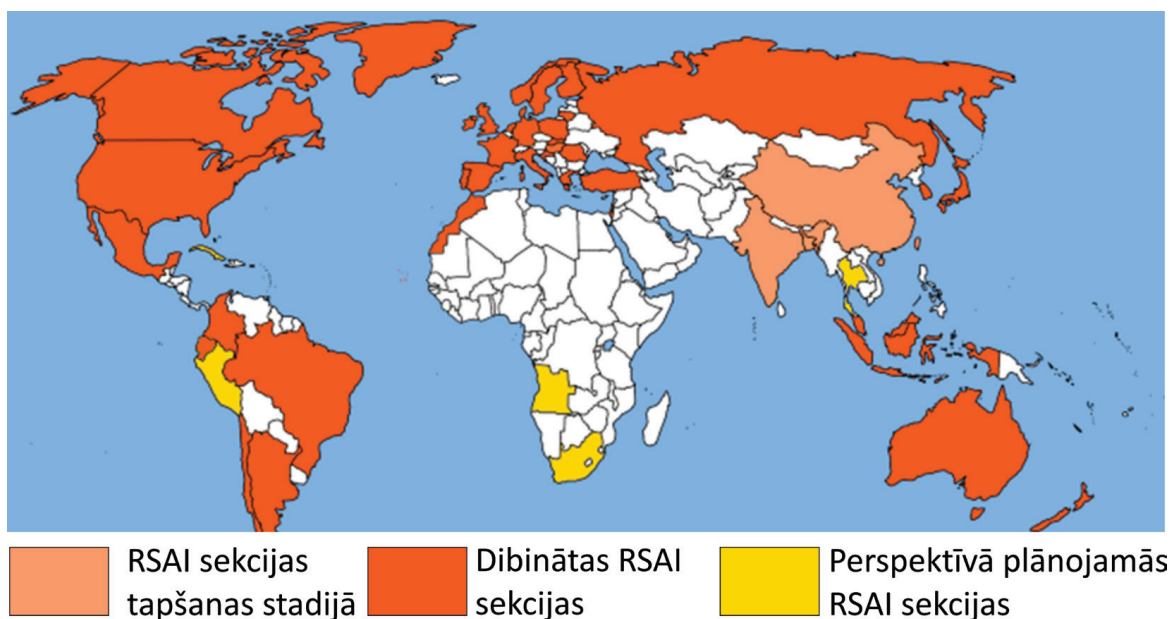 RSAI sekcijas
tapšanas stadijā
Dibinātas RSAI
sekcijas
Perspektīvā plānojamās
RSAI sekcijas